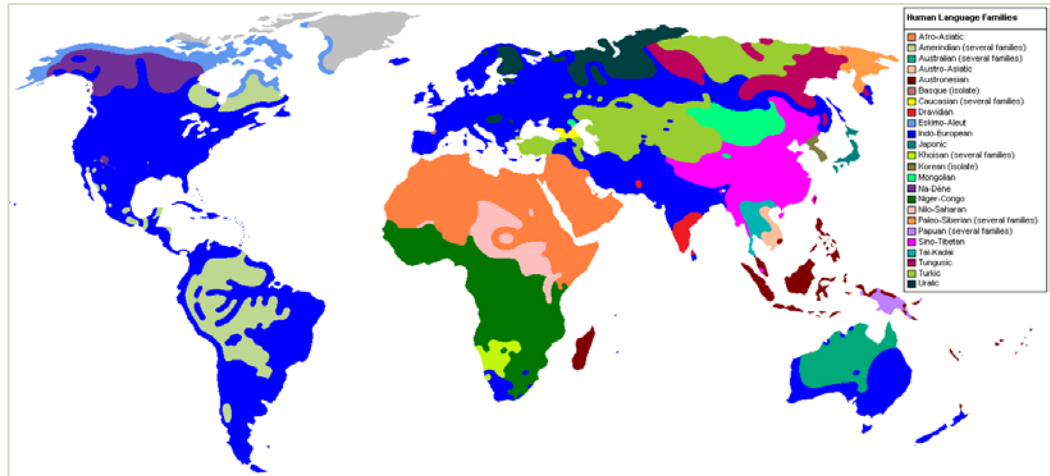 Human Language Families
Afro-Asiatic
Amerindian (several families)
Australian (several families)
Austro-Asiatic
Austronesian
Basque (isolate)
Caucasian (several families)
Dravidian
Eskimo-Aleut
Indo-European
Japonic
Khoisan (several families)
Korean (isolate)
Mongolian
Na-Déne
Niger-Congo
Nilo-Saharan
Paleo-Siberian (several families)
Papuan (several families)
Sino-Tibetan
Tai-Kadai
Tungusic
Turkic
Uralic